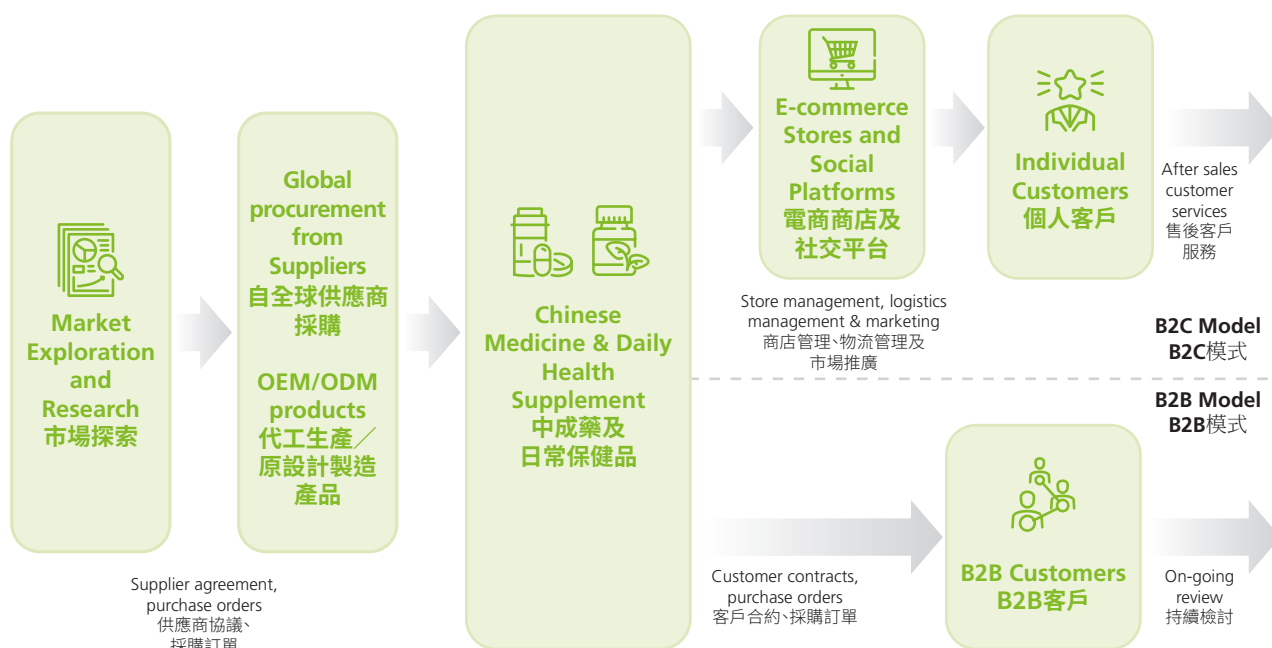 Market
Exploration
and
Research
市場探索
Supplier agreement,
purchase orders
供應商協議、
採購訂單
Global
procurement
from
Suppliers
自全球供應商
採購
OEM/ODM
products
代工生產／
原設計製造
產品
Chinese
Medicine & Daily
Health
Supplement
中成藥及
日常保健品
E-commerce
Stores and
Social
Platforms
電商商店及
社交平台
Store management, logistics
management & marketing
商店管理、物流管理及
市場推廣
Individual
Customers
個人客戶
After sales
customer
services
售後客戶
服務
B2C Model
B2C模式
B2B Model
B2B模式
Customer contracts,
purchase orders
客戶合約、採購訂單
B2B Customers
B2B客戶
On-going
review
持續檢討